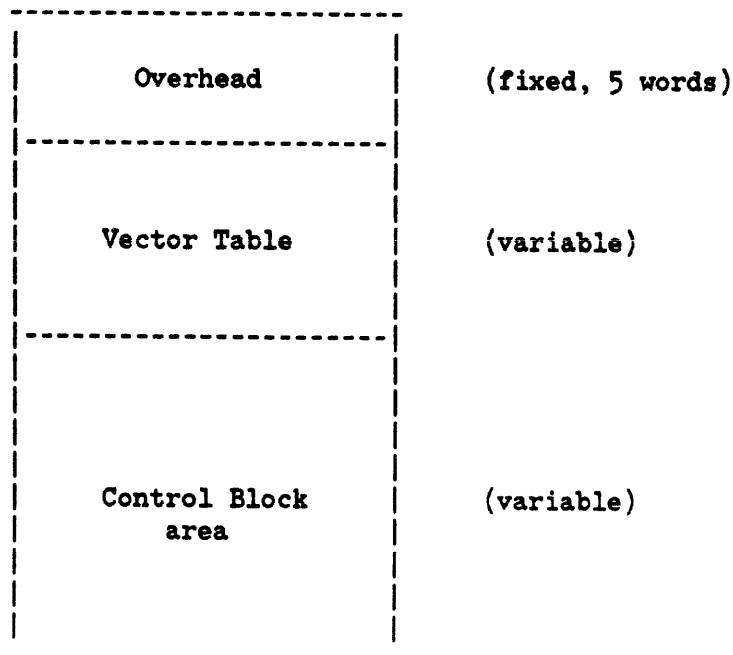 Overhead (fixed, 5 words)
Vector Table (variable)
Control Block (variable)
area